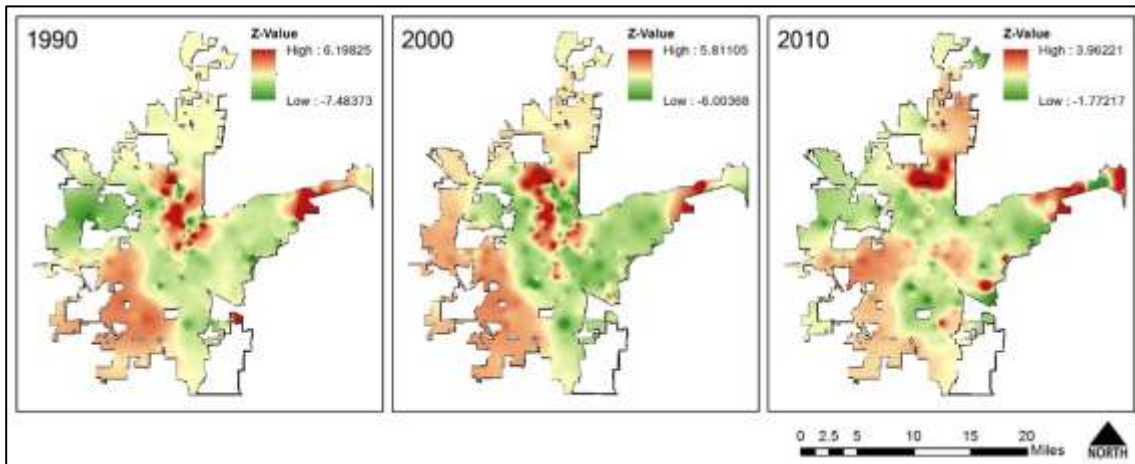 1990
Z-Value
High : 6.19825
Low : -7.48373
2000
Z-Value
High : 5.81105
Low : -6.00368
2010
Z-Value
High : 3.96221
Low : -1.77217
0 2.5 5 10 15 20
Miles
NORTH